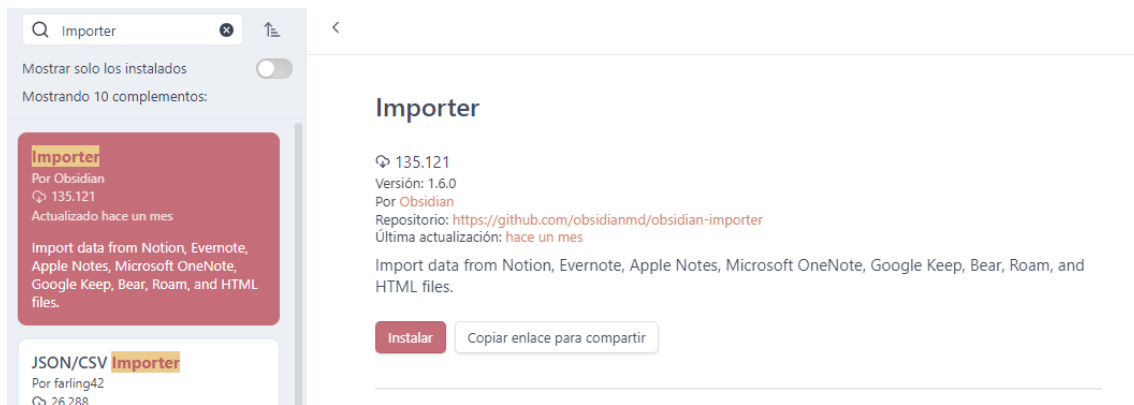 Importer
Mostrar solo los instalados
Mostrando 10 complementos:
Importer
Por Obsidian
135.121
Actualizado hace un mes
Import data from Notion, Evernote,
Apple Notes, Microsoft OneNote,
Google Keep, Bear, Roam, and HTML
files.
JSON/CSV Importer
Por farling42
26.288
Importer
135.121
Versión: 1.6.0
Por Obsidian
Repositorio: https://github.com/obsidianmd/obsidian-importer
Última actualización: hace un mes
Import data from Notion, Evernote, Apple Notes, Microsoft OneNote, Google Keep, Bear, Roam, and
HTML files.
Instalar
Copiar enlace para compartir